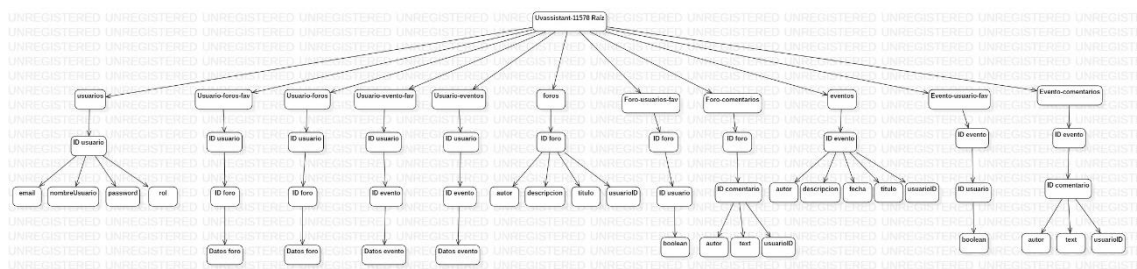 Uvassistant-11578 Raiz
usuarios
Usuario-foros-fav
Usuario-foros
Usuario-evento-fav
Usuario-eventos
foros
Foro-usuarios-fav
Foro-comentarios
eventos
Evento-usuario-fav
Evento-comentarios
ID usuario
ID usuario
ID usuario
ID usuario
ID usuario
ID foro
ID foro
ID foro
ID evento
ID evento
ID evento
email
nombreUsuario
password
rol
ID foro
ID foro
ID evento
ID evento
autor
descripcion
titulo
usuarioID
ID usuario
ID comentario
autor
descripcion
fecha
titulo
usuarioID
ID usuario
ID comentario
Datos foro
Datos foro
Datos evento
Datos evento
boolean
autor
text
usuarioID
boolean
autor
text
usuarioID